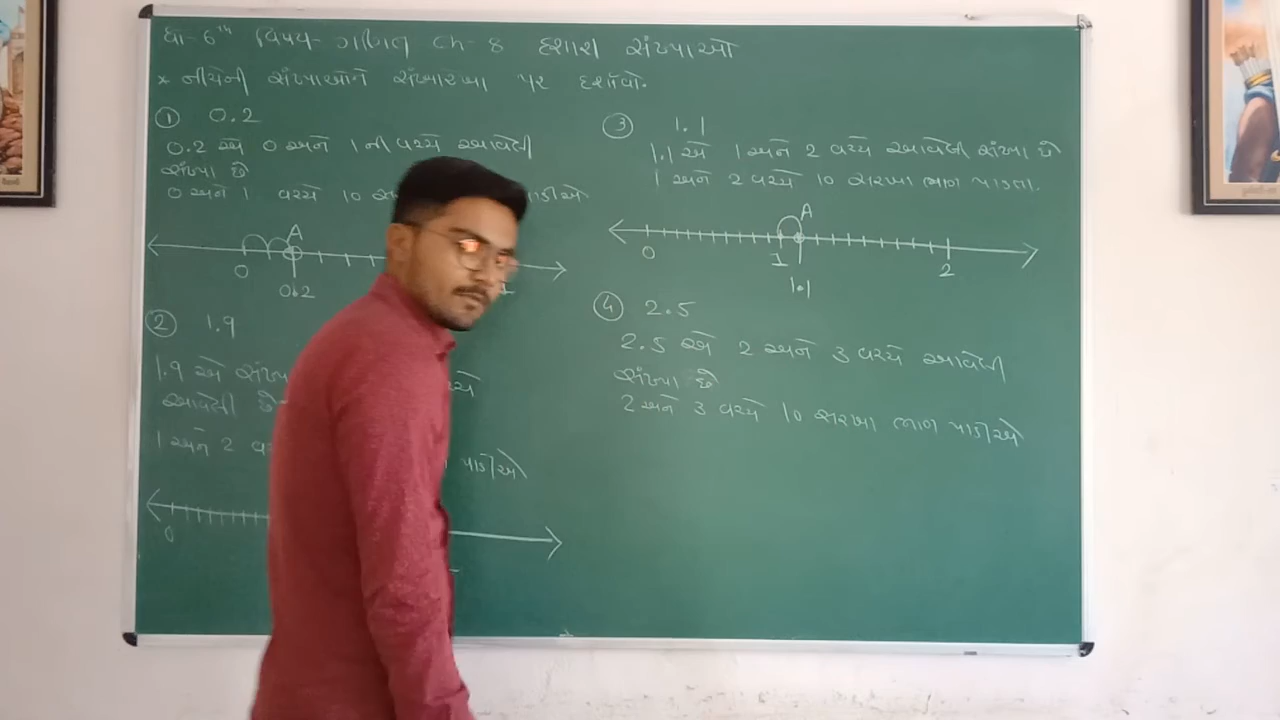 ધો-6th વિષય- ગણિત Ch-8 દશાંશ સંખ્યાઓ
* નીચેની સંખ્યાઓને સંખ્યારેખા પર દર્શાવો.
① 0.2
0.2 એ 0 અને 1 ની વચ્ચે આવેલી
સંખ્યા છે
0 અને 1 વચ્ચે 10
A
0
0.2
② 1.9
1.9 એ
આવેલી છે
1 અને 2
પાડીએ
0
③ 1.1
1.1 એ 1 અને 2 વચ્ચે આવેલી સંખ્યા છે
1 અને 2 વચ્ચે 10 સરખા ભાગ પાડતા.
A
0 1 2
1.1
④ 2.5
2.5 એ 2 અને 3 વચ્ચે આવેલી
સંખ્યા છે
2 અને 3 વચ્ચે 10 સરખા ભાગ પાડીએ